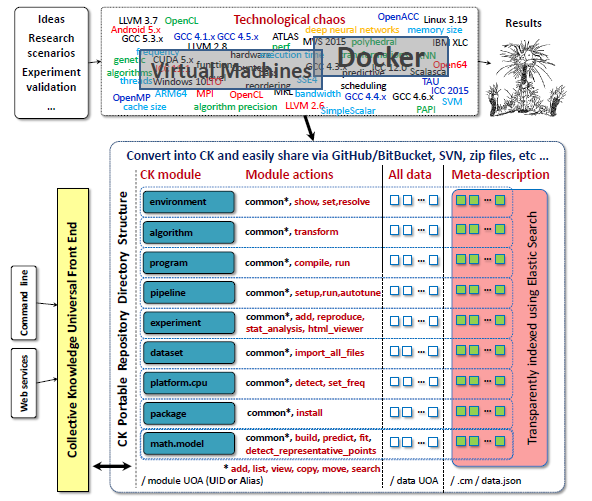 Ideas
Research
scenarios
Experiment
validation
...
Technological chaos
LLVM 3.7
OpenCL
OpenACC
Linux 3.19
Android 5.x
deep neural networks
memory size
GCC 5.3.x
GCC 4.1.x
GCC 4.5.x
ATLAS
MVS 2015
polyhedral
IBM XLC
LLVM 2.8
perf
frequency
hardware
execution time
genetic
algorithms
CUDA 5.x
Open64
Virtual Machines
Docker
predictive
Scalasca
threads
Windows 10
reordering
SSE4
scheduling
TAU
ICC 2015
OpenMP
ARM64
MPI
OpenCL
MKL
bandwidth
GCC 4.4.x
GCC 4.6.x
SVM
cache size
algorithm precision
LLVM 2.6
SimpleScalar
PAPI
Results
Convert into CK and easily share via GitHub/BitBucket, SVN, zip files, etc ...
CK module
Module actions
All data
Meta-description
environment
common*, show, set,resolve
...
...
algorithm
common*, transform
...
...
program
common*, compile, run
...
...
pipeline
common*, setup,run,autotune
...
...
experiment
common*, add, reproduce,
stat_analysis, html_viewer
...
...
dataset
common*, import_all_files
...
...
platform.cpu
common*, detect, set_freq
...
...
package
common*, install
...
...
math.model
common*, build, predict, fit,
detect_representative_points
...
...
* add, list, view, copy, move, search
/ module UOA (UID or Alias)
/ data UOA
/ .cm / data.json
Command line
Web services
Collective Knowledge Universal Front End
CK Portable Repository Directory Structure
Transparently indexed using Elastic Search